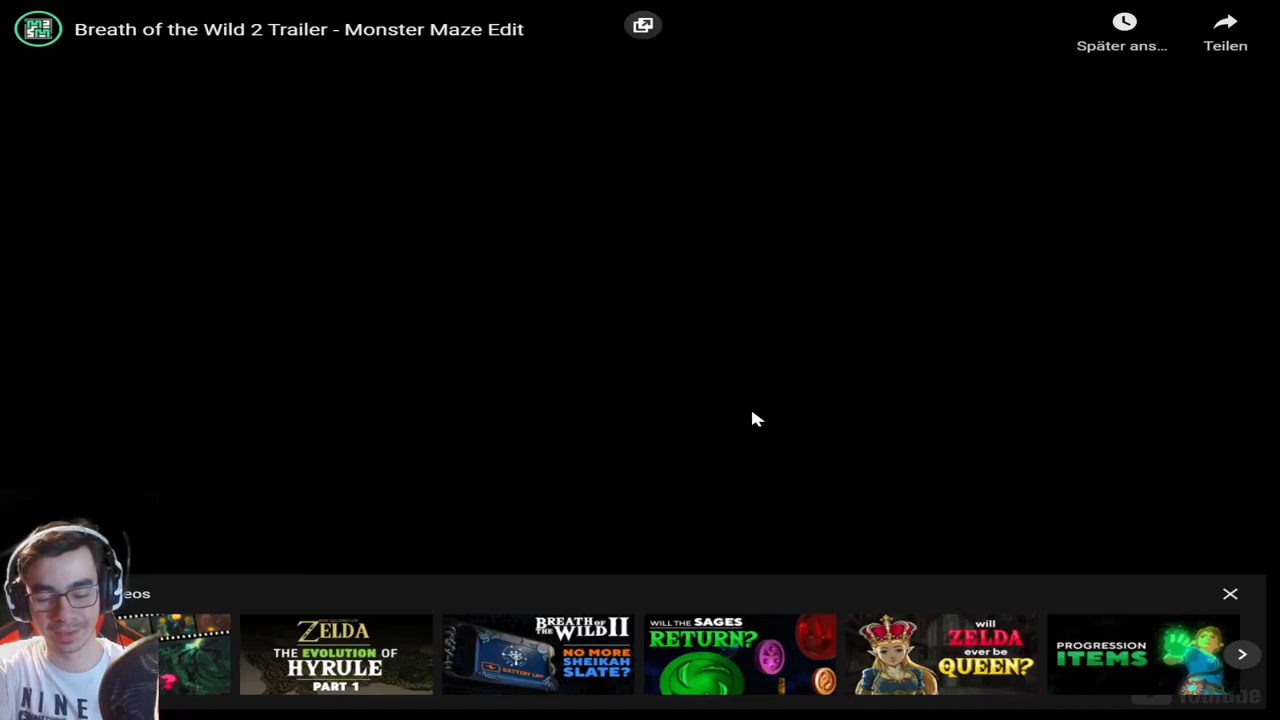 Breath of the Wild 2 Trailer - Monster Maze Edit
Später ans...
Teilen
eos
ZELDA
THE EVOLUTION OF
HYRULE
PART 1
BREATH
OF THE WILD II
NO MORE
SHEIKAH
SLATE?
WILL THE SAGES
RETURN?
will
ZELDA
ever be
QUEEN?
PROGRESSION
ITEMS
YouTube
NINE